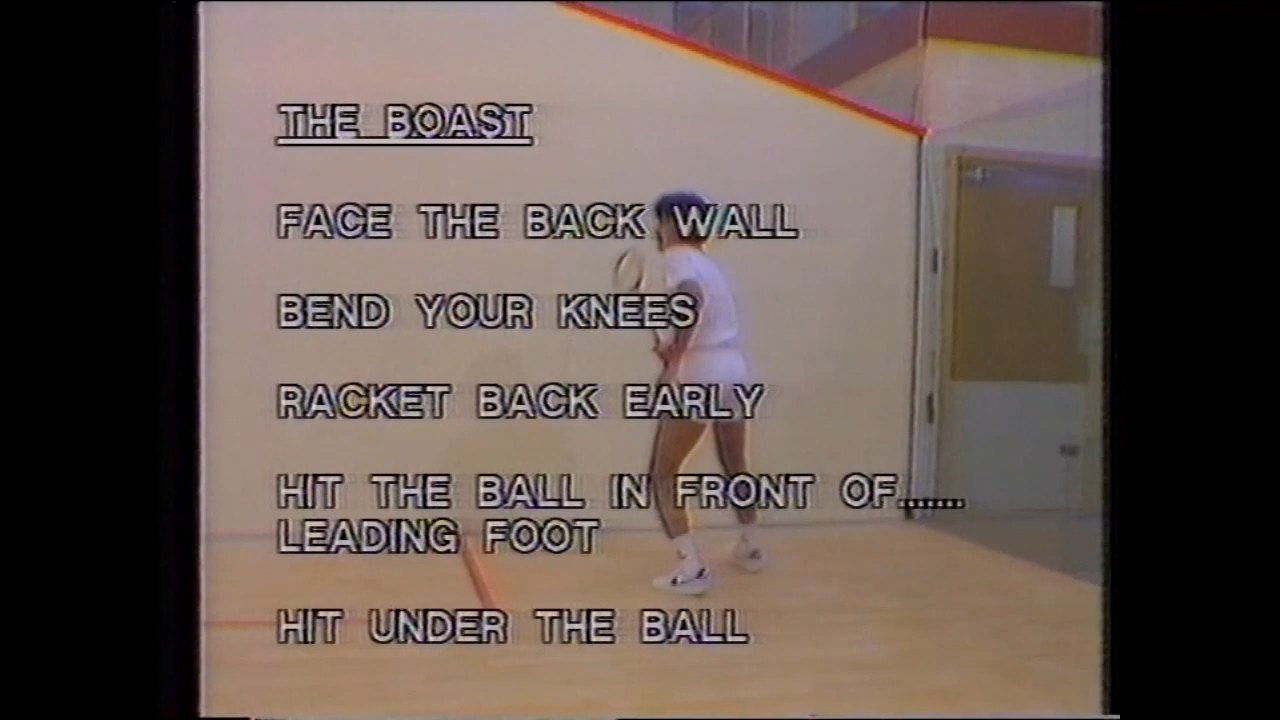 THE BOAST
FACE THE BACK WALL
BEND YOUR KNEES
RACKET BACK EARLY
HIT THE BALL IN FRONT OF.......
LEADING FOOT
HIT UNDER THE BALL